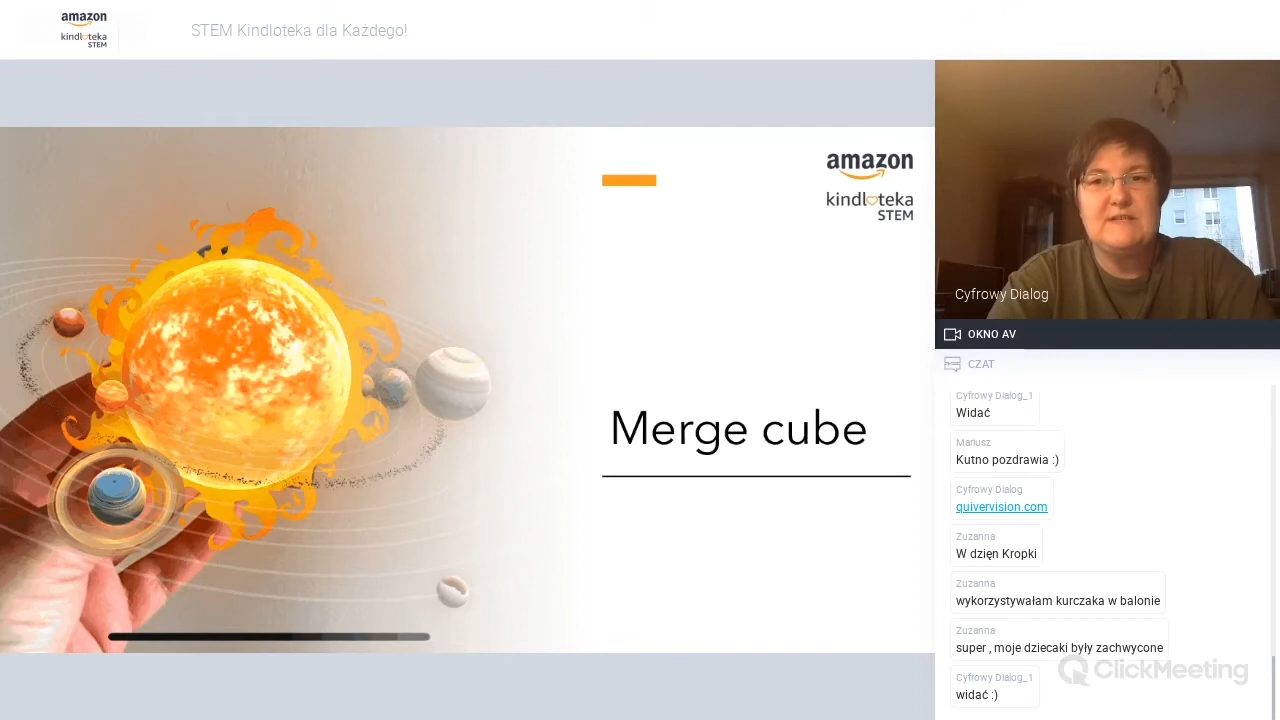 amazon
kindloteka
STEM
STEM Kindloteka dla Każdego!
amazon
kindloteka
STEM
Merge cube
Cyfrowy Dialog
OKNO AV
CZAT
Cyfrowy Dialog_1
Widać
Mariusz
Kutno pozdrawia :)
Cyfrowy Dialog
quivervision.com
Zuzanna
W dzięn Kropki
Zuzanna
wykorzystywałam kurczaka w balonie
Zuzanna
super , moje dziecaki były zachwycone
Cyfrowy Dialog_1
widać :)
ClickMeeting